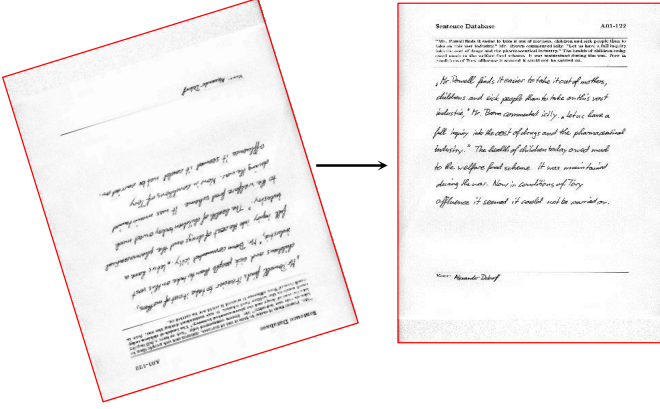 Sentence Database A01-122
"Mr. Powell finds it easier to take it out of mothers, children and sick people than to
take on this vast industry," Mr. Brown commented icily. "Let us have a full inquiry
into the cost of drugs and the pharmaceutical industry." The health of children today
owed much to the welfare food scheme. It was maintained during the war. Now in
conditions of Tory affluence it seemed it could not be carried on.
„Mr. Powell finds it easier to take it out of mothers,
childrens and sick people than to take on this vast
industrie," Mr. Brown commented icily. „Let us have a
full inquiry into the cost of drugs and the pharmaceutical
industry." The health of children today owed much
to the welfare food scheme. It was maintained
during the war. Now in conditions of Tory
affluence it seemed it could not be carried on.
Name: Alexander